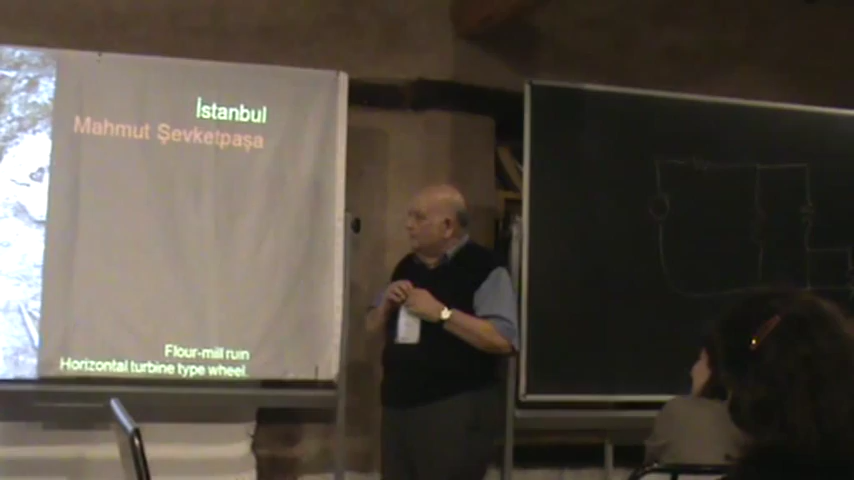 İstanbul
Mahmut Şevketpaşa
Flour-mill ruin
Horizontal turbine type wheel